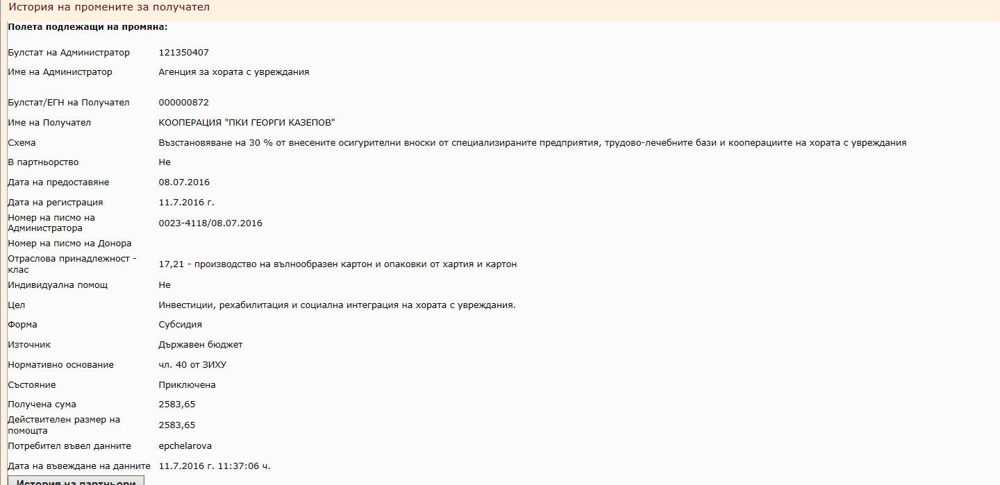 История на промените за получател
Полета подлежащи на промяна:
Булстат на Администратор 121350407
Име на Администратор Агенция за хората с увреждания
Булстат/ЕГН на Получател 000000872
Име на Получател КООПЕРАЦИЯ "ПКИ ГЕОРГИ КАЗЕПОВ"
Схема Възстановяване на 30 % от внесените осигурителни вноски от специализираните предприятия, трудово-лечебните бази и кооперациите на хората с увреждания
В партньорство Не
Дата на предоставяне 08.07.2016
Дата на регистрация 11.7.2016 г.
Номер на писмо на
Администратора 0023-4118/08.07.2016
Номер на писмо на Донора
Отраслова принадлежност -
клас 17,21 - производство на вълнообразен картон и опаковки от хартия и картон
Индивидуална помощ Не
Цел Инвестиции, рехабилитация и социална интеграция на хората с увреждания.
Форма Субсидия
Източник Държавен бюджет
Нормативно основание чл. 40 от ЗИХУ
Състояние Приключена
Получена сума 2583,65
Действителен размер на
помощта 2583,65
Потребител въвел данните epchelarova
Дата на въвеждане на данните 11.7.2016 г. 11:37:06 ч.
История на партньори